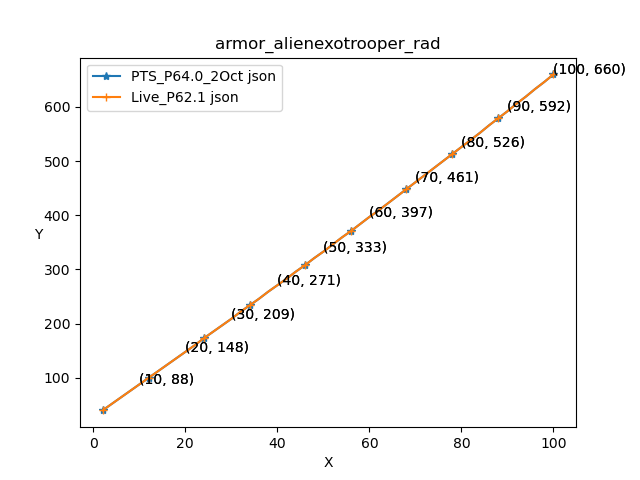 armor_alienexotrooper_rad
PTS_P64.0_2Oct json
Live_P62.1 json
(100, 660)
(90, 592)
(80, 526)
(70, 461)
(60, 397)
(50, 333)
(40, 271)
(30, 209)
(20, 148)
(10, 88)
600
500
400
300
200
100
Y
0 20 40 60 80 100
X